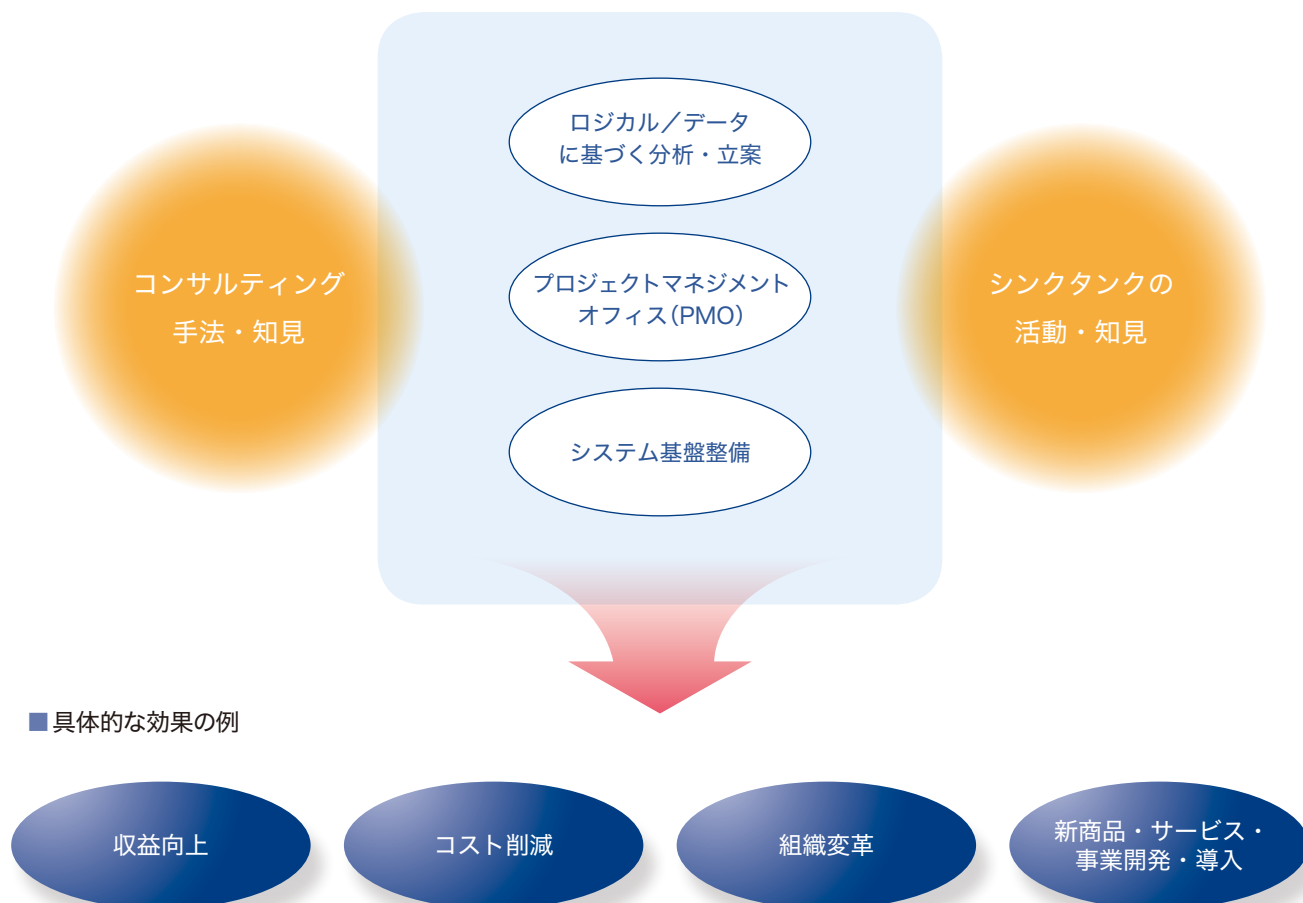 ロジカル／データ
に基づく分析・立案
コンサルティング
手法・知見
プロジェクトマネジメント
オフィス（PMO）
シンクタンクの
活動・知見
システム基盤整備
■具体的な効果の例
収益向上
コスト削減
組織変革
新商品・サービス・
事業開発・導入